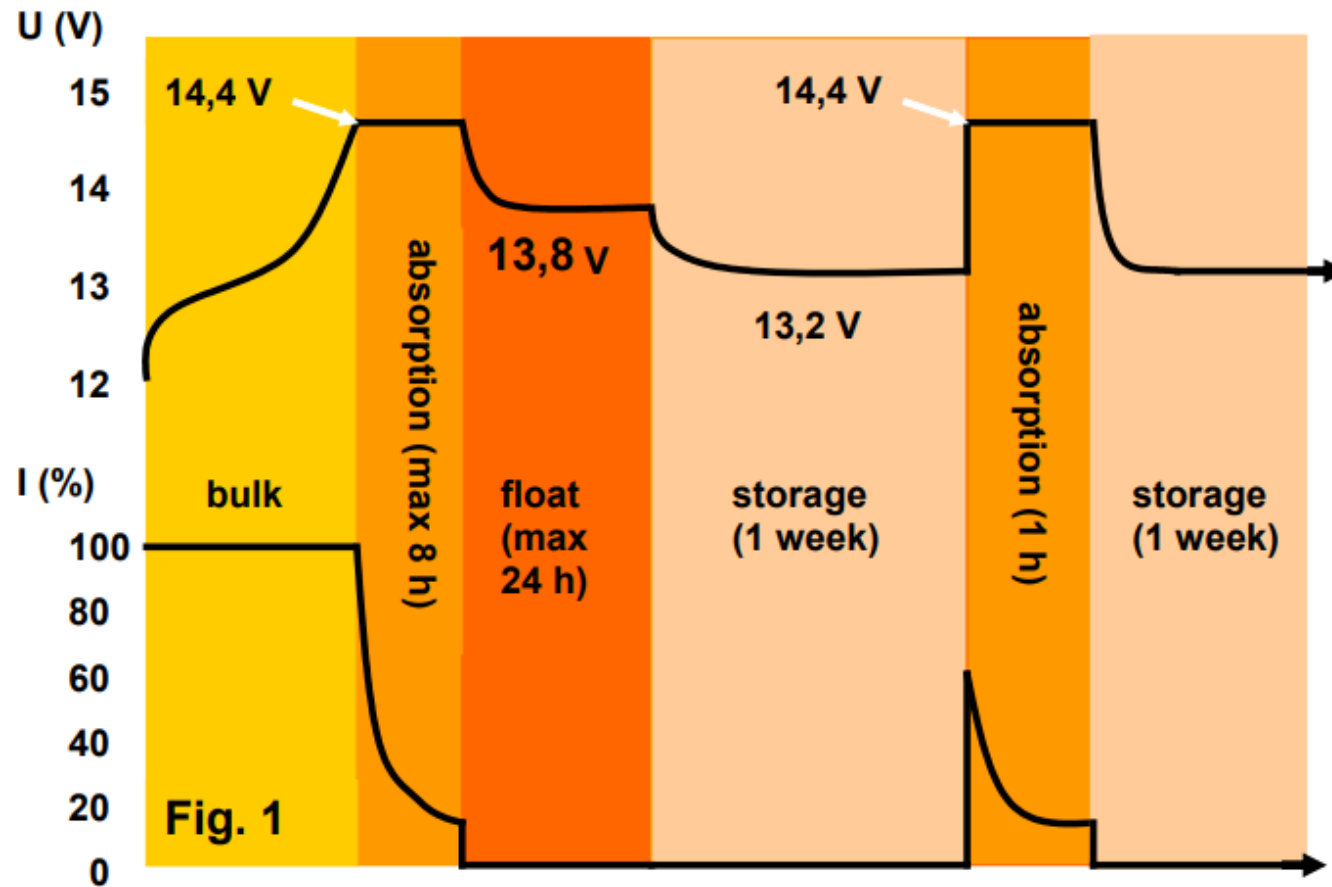 U (V)
15
14
13
12
14,4 V
14,4 V
13,8 V
13,2 V
absorption (max 8 h)
absorption (1 h)
I (%)
100
80
60
40
20
0
bulk
float
(max
24 h)
storage
(1 week)
storage
(1 week)
Fig. 1